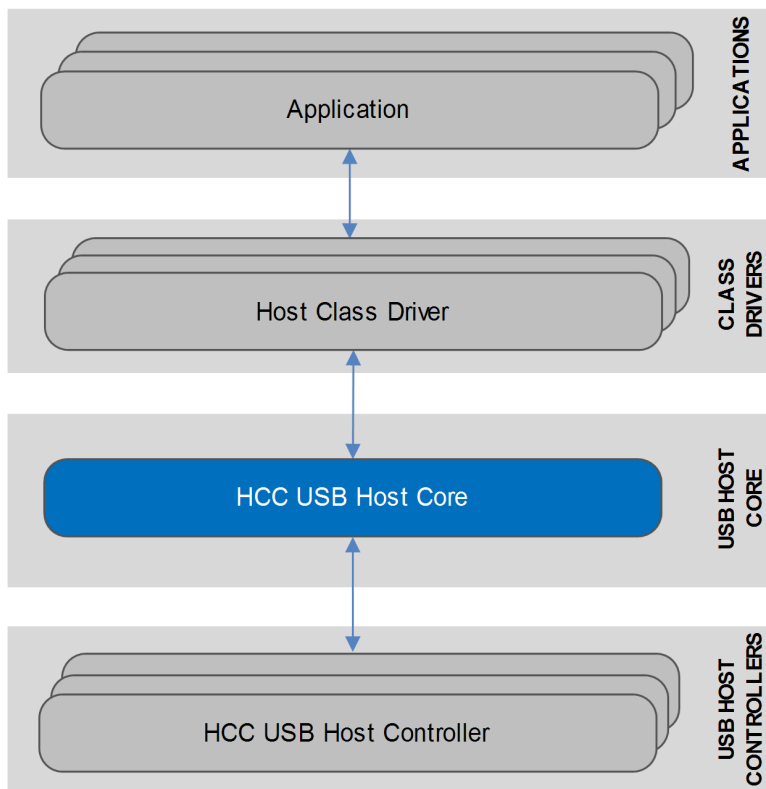 Application
APPLICATIONS
Host Class Driver
CLASS
DRIVERS
HCC USB Host Core
USB HOST
CORE
HCC USB Host Controller
USB HOST
CONTROLLERS